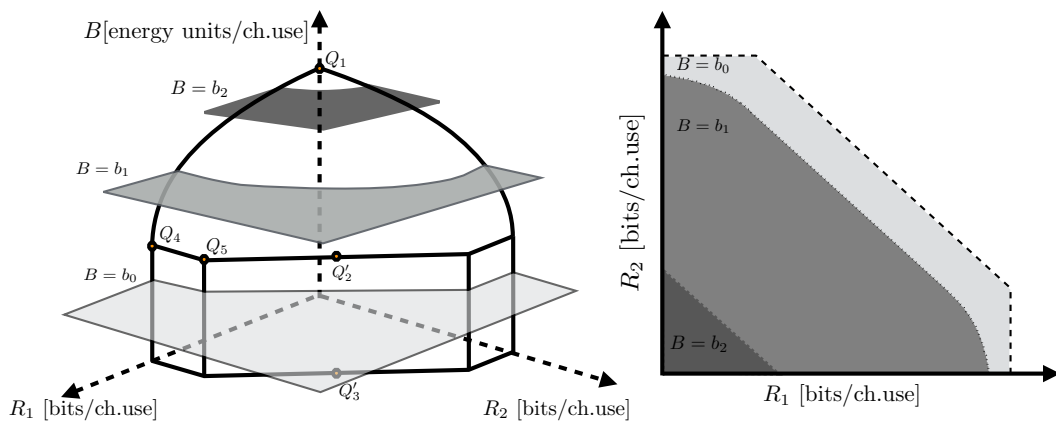 B[energy units/ch.use]
Q₁
B = b₂
B = b₁
Q₄
Q₅
Q′₂
B = b₀
Q′₃
R₁ [bits/ch.use]
R₂ [bits/ch.use]
B = b₀
B = b₁
R₂ [bits/ch.use]
B = b₂
R₁ [bits/ch.use]